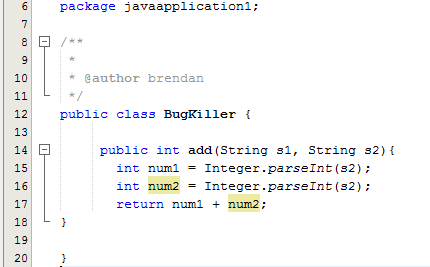 6 package javaapplication1;
7
8 /**
9 *
10 * @author brendan
11 */
12 public class BugKiller {
13
14 public int add(String s1, String s2){
15 int num1 = Integer.parseInt(s2);
16 int num2 = Integer.parseInt(s2);
17 return num1 + num2;
18 }
19
20 }